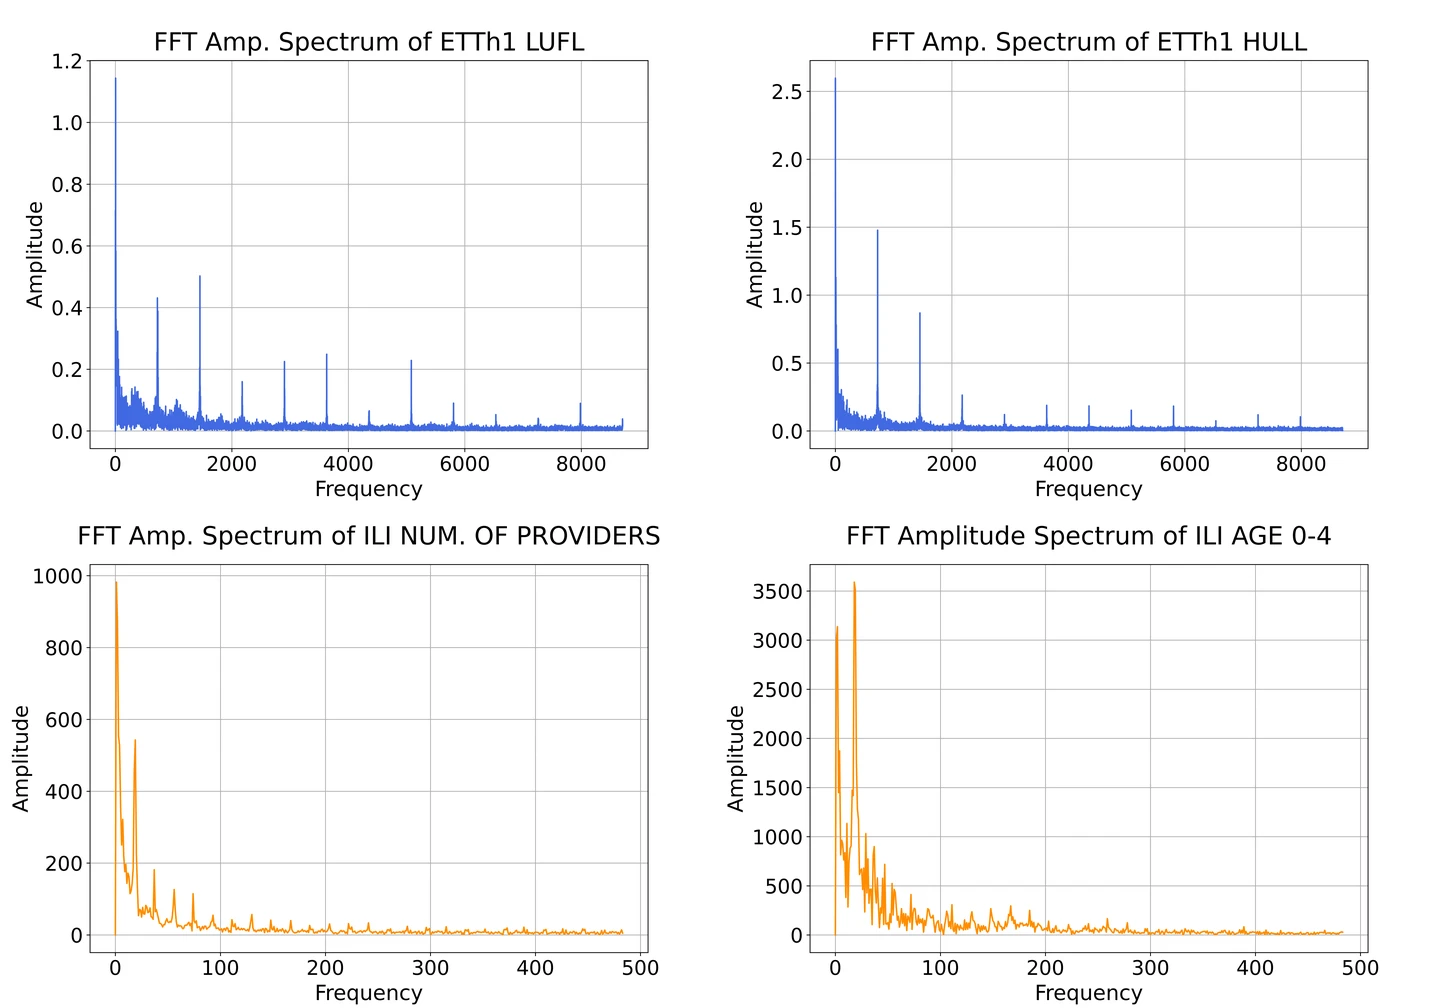 FFT Amp. Spectrum of ETTh1 LUFL
1.2
1.0
0.8
0.6
0.4
0.2
0.0
Amplitude
0 2000 4000 6000 8000
Frequency
FFT Amp. Spectrum of ETTh1 HULL
2.5
2.0
1.5
1.0
0.5
0.0
Amplitude
0 2000 4000 6000 8000
Frequency
FFT Amp. Spectrum of ILI NUM. OF PROVIDERS
1000
800
600
400
200
0
Amplitude
0 100 200 300 400 500
Frequency
FFT Amplitude Spectrum of ILI AGE 0-4
3500
3000
2500
2000
1500
1000
500
0
Amplitude
0 100 200 300 400 500
Frequency